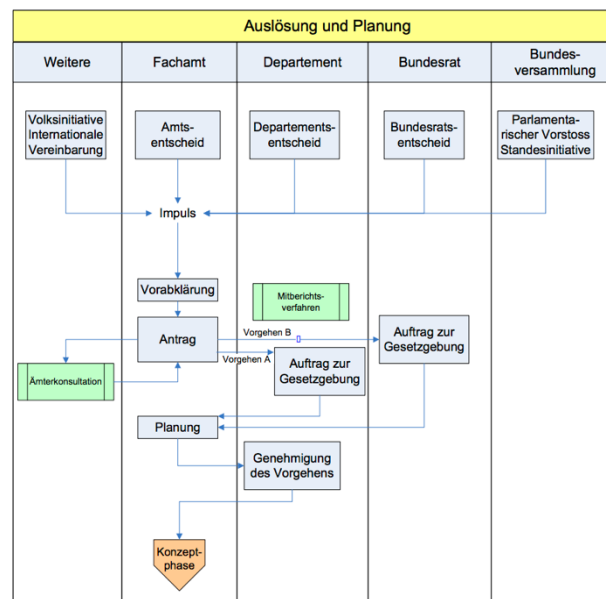 Auslösung und Planung
Weitere
Fachamt
Departement
Bundesrat
Bundes-
versammlung
Volksinitiative
Internationale
Vereinbarung
Amts-
entscheid
Departements-
entscheid
Bundesrats-
entscheid
Parlamenta-
rischer Vorstoss
Standesinitiative
Impuls
Vorabklärung
Mitberichts-
verfahren
Antrag
Vorgehen B
Auftrag zur
Gesetzgebung
Vorgehen A
Auftrag zur
Gesetzgebung
Ämterkonsultation
Planung
Genehmigung
des Vorgehens
Konzept-
phase